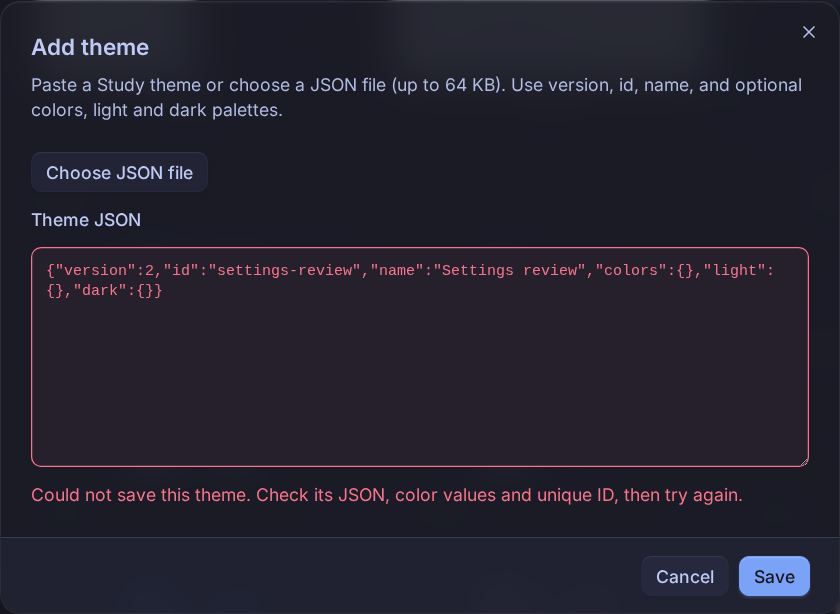 Add theme
Paste a Study theme or choose a JSON file (up to 64 KB). Use version, id, name, and optional
colors, light and dark palettes.
Choose JSON file
Theme JSON
{"version":2,"id":"settings-review","name":"Settings review","colors":{},"light":
{},"dark":{}}
Could not save this theme. Check its JSON, color values and unique ID, then try again.
Cancel
Save